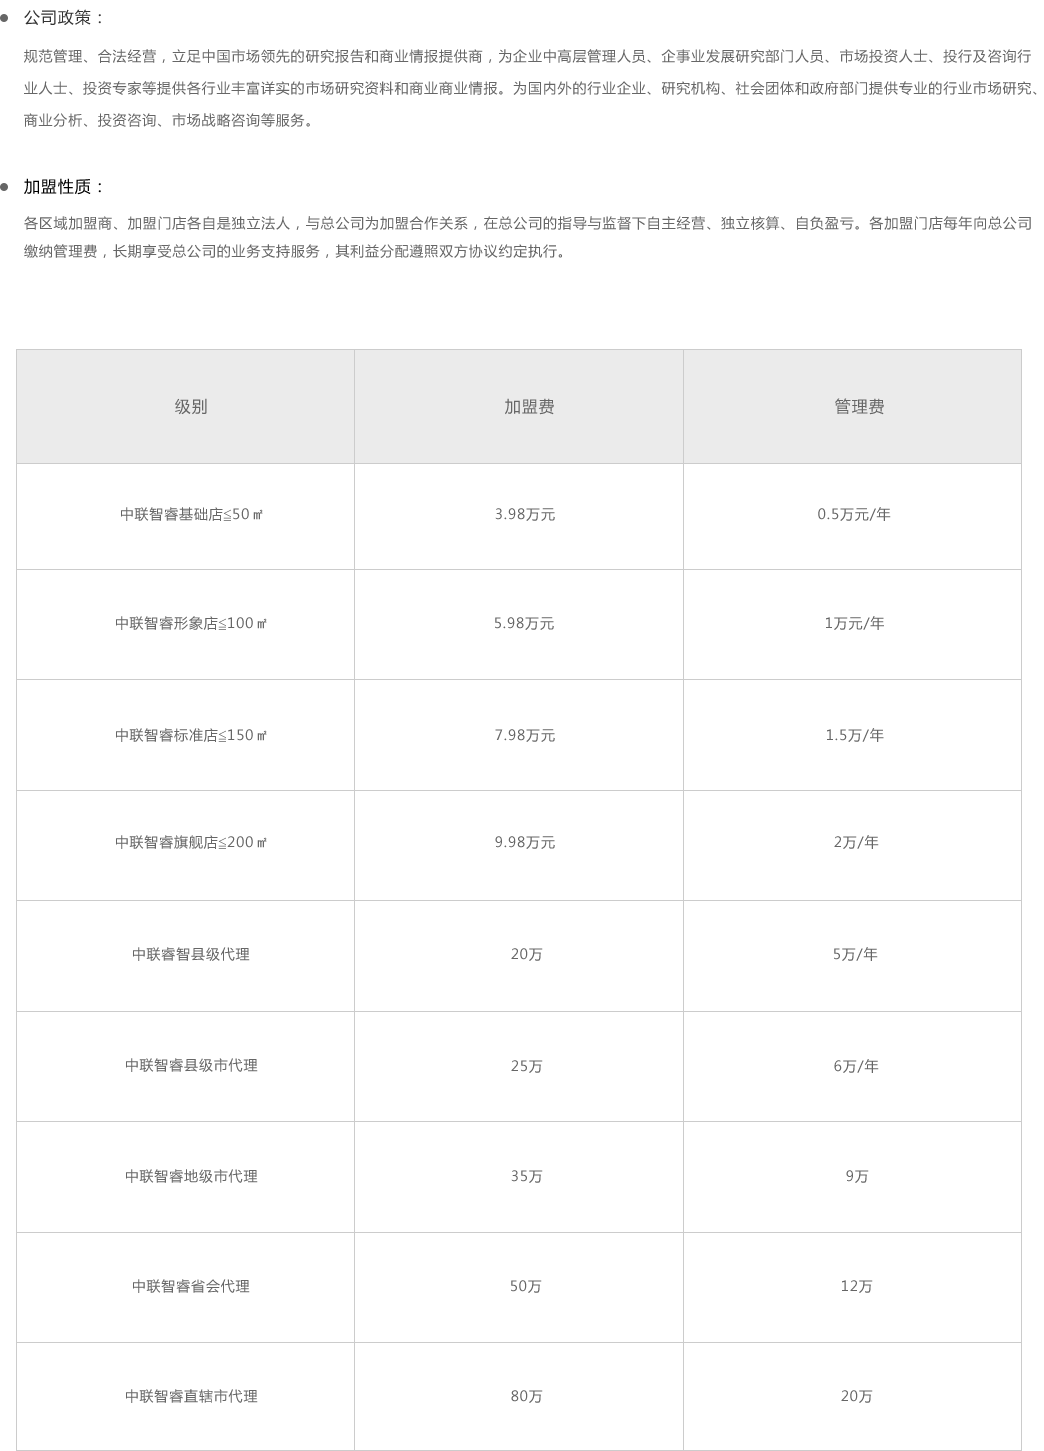 公司政策：
规范管理、合法经营，立足中国市场领先的研究报告和商业情报提供商，为企业中高层管理人员、企事业发展研究部门人员、市场投资人士、投行及咨询行
业人士、投资专家等提供各行业丰富详实的市场研究资料和商业商业情报。为国内外的行业企业、研究机构、社会团体和政府部门提供专业的行业市场研究、
商业分析、投资咨询、市场战略咨询等服务。
加盟性质：
各区域加盟商、加盟门店各自是独立法人，与总公司为加盟合作关系，在总公司的指导与监督下自主经营、独立核算、自负盈亏。各加盟门店每年向总公司
缴纳管理费，长期享受总公司的业务支持服务，其利益分配遵照双方协议约定执行。
级别 加盟费 管理费
中联智睿基础店≦50㎡ 3.98万元 0.5万元/年
中联智睿形象店≦100㎡ 5.98万元 1万元/年
中联智睿标准店≦150㎡ 7.98万元 1.5万/年
中联智睿旗舰店≦200㎡ 9.98万元 2万/年
中联睿智县级代理 20万 5万/年
中联智睿县级市代理 25万 6万/年
中联智睿地级市代理 35万 9万
中联智睿省会代理 50万 12万
中联智睿直辖市代理 80万 20万